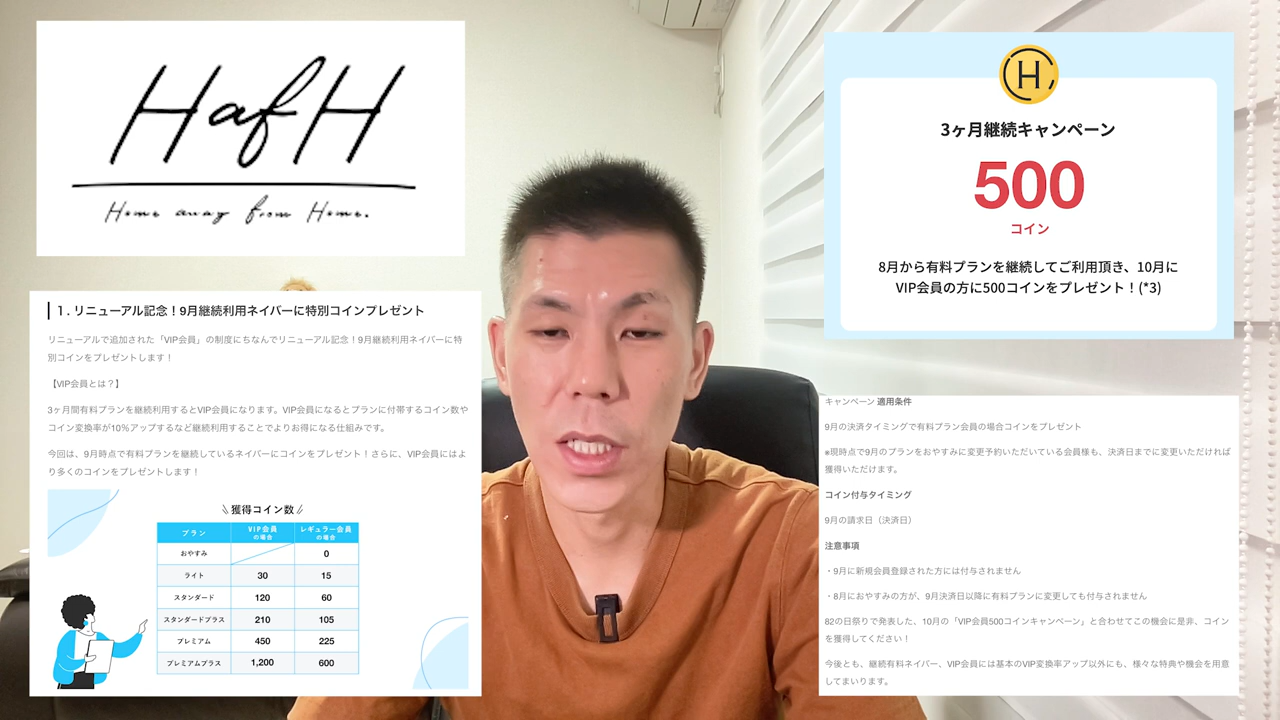 HafH
Home away from Home.
1. リニューアル記念！9月継続利用ネイバーに特別コインプレゼント
リニューアルで追加された「VIP会員」の制度にちなんでリニューアル記念！9月継続利用ネイバーに特
別コインをプレゼントします！
【VIP会員とは？】
3ヶ月間有料プランを継続利用するとVIP会員になります。VIP会員になるとプランに付帯するコイン数や
コイン変換率が10%アップするなど継続利用することでよりお得になる仕組みです。
今回は、9月時点で有料プランを継続しているネイバーにコインをプレゼント！さらに、VIP会員にはよ
り多くのコインをプレゼントします！
\\ 獲得コイン数 //
プラン VIP会員の場合 レギュラー会員の場合
おやすみ 0
ライト 30 15
スタンダード 120 60
スタンダードプラス 210 105
プレミアム 450 225
プレミアムプラス 1,200 600
H
3ヶ月継続キャンペーン
500
コイン
8月から有料プランを継続してご利用頂き、10月に
VIP会員の方に500コインをプレゼント！(*3)
キャンペーン 適用条件
9月の決済タイミングで有料プラン会員の場合コインをプレゼント
※現時点で9月のプランをおやすみに変更予約いただいている会員様も、決済日までに変更いただければ
獲得いただけます。
コイン付与タイミング
9月の請求日（決済日）
注意事項
・9月に新規会員登録された方には付与されません
・8月におやすみの方が、9月決済日以降に有料プランに変更しても付与されません
82の日祭りで発表した、10月の「VIP会員500コインキャンペーン」と合わせてこの機会に是非、コイン
を獲得してください！
今後とも、継続有料ネイバー、VIP会員には基本のVIP変換率アップ以外にも、様々な特典や機会を用意
してまいります。